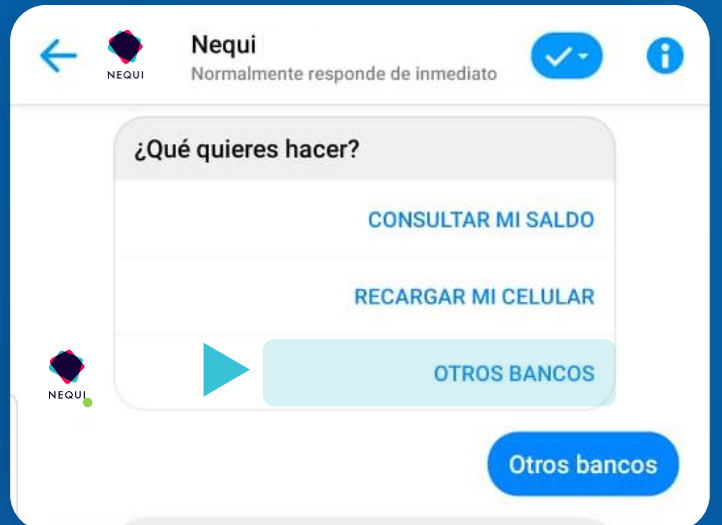 NEQUI
Nequi
Normalmente responde de inmediato
¿Qué quieres hacer?
CONSULTAR MI SALDO
RECARGAR MI CELULAR
OTROS BANCOS
NEQUI
Otros bancos